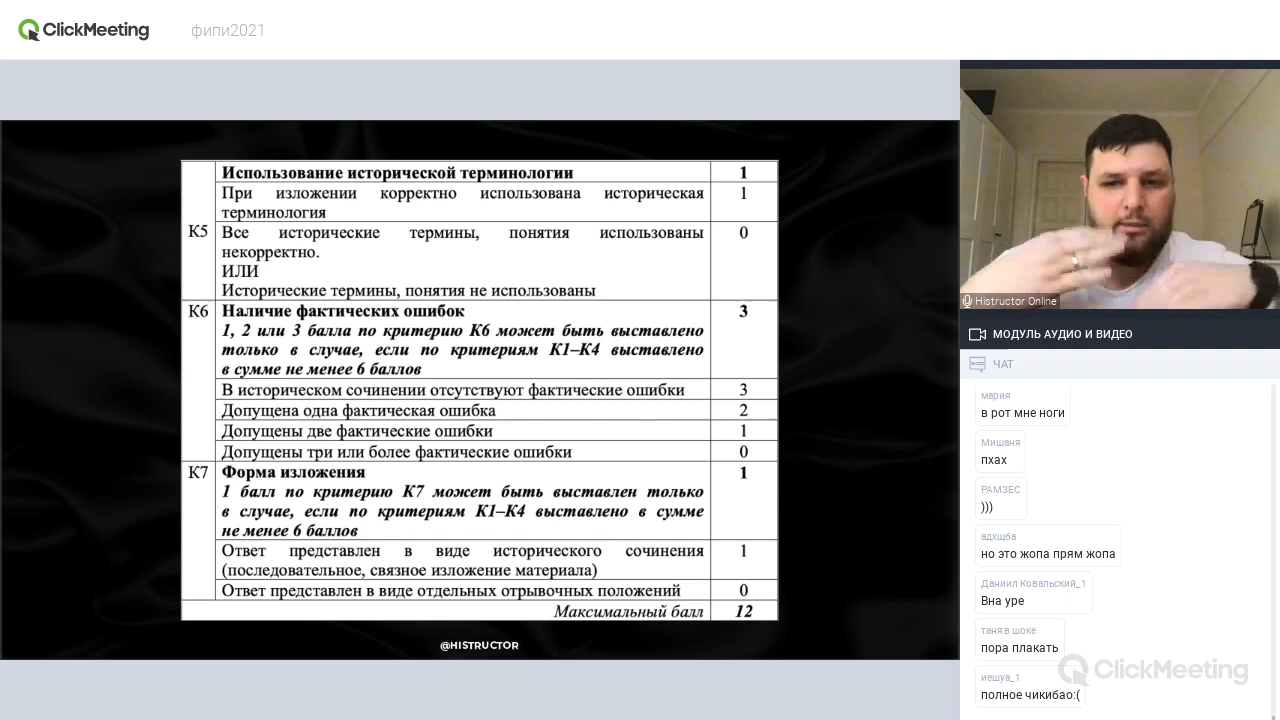 ClickMeeting
фипи2021
Использование исторической терминологии 1
При изложении корректно использована историческая 1
терминология
К5
Все исторические термины, понятия использованы 0
некорректно.
ИЛИ
Исторические термины, понятия не использованы
К6 Наличие фактических ошибок 3
1, 2 или 3 балла по критерию К6 может быть выставлено
только в случае, если по критериям К1–К4 выставлено
в сумме не менее 6 баллов
В историческом сочинении отсутствуют фактические ошибки 3
Допущена одна фактическая ошибка 2
Допущены две фактические ошибки 1
Допущены три или более фактические ошибки 0
К7 Форма изложения 1
1 балл по критерию К7 может быть выставлен только
в случае, если по критериям К1–К4 выставлено в сумме
не менее 6 баллов
Ответ представлен в виде исторического сочинения 1
(последовательное, связное изложение материала)
Ответ представлен в виде отдельных отрывочных положений 0
Максимальный балл 12
@HISTRUCTOR
Histructor Online
МОДУЛЬ АУДИО И ВИДЕО
ЧАТ
мария
в рот мне ноги
Мишаня
пхах
РАМЗЕС
)))
адхщба
но это жопа прям жопа
Даниил Ковальский_1
Вна уре
таня в шоке
пора плакать
иешуа_1
полное чикибао:(
ClickMeeting